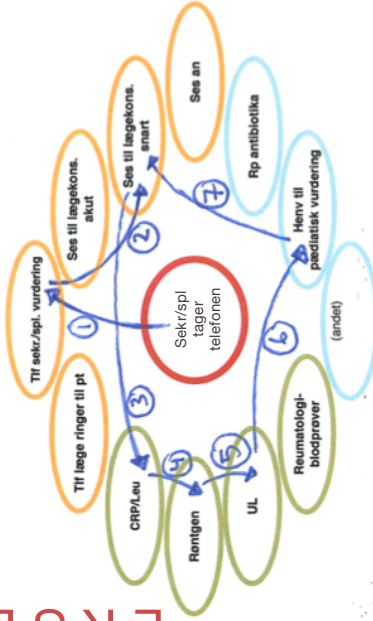 Tlf sekr./spl. vurdering
Tlf læge ringer til pt
Ses til lægekons.
akut
CRP/Leu
Ses til lægekons.
snart
Røntgen
Sekr/spl
tager
telefonen
Ses an
UL
Rp antibiotika
Reumatologi-
blodprøver
Henv til
pædiatisk vurdering
(andet)
1
2
3
4
5
6
7